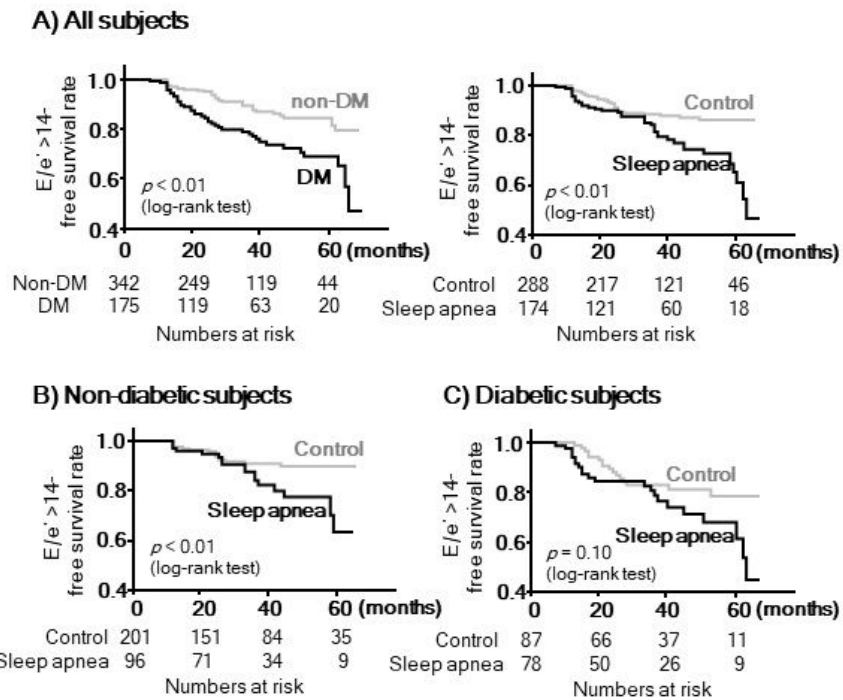 A) All subjects
E/e' >14-
free survival rate
1.0
0.8
0.6
0.4
non-DM
DM
p < 0.01
(log-rank test)
0 20 40 60 (months)
Non-DM 342 249 119 44
DM 175 119 63 20
Numbers at risk
E/e' >14-
free survival rate
1.0
0.8
0.6
0.4
Control
Sleep apnea
p < 0.01
(log-rank test)
0 20 40 60 (months)
Control 288 217 121 46
Sleep apnea 174 121 60 18
Numbers at risk
B) Non-diabetic subjects
E/e' >14-
free survival rate
1.0
0.8
0.6
0.4
Control
Sleep apnea
p < 0.01
(log-rank test)
0 20 40 60 (months)
Control 201 151 84 35
Sleep apnea 96 71 34 9
Numbers at risk
C) Diabetic subjects
E/e' >14-
free survival rate
1.0
0.8
0.6
0.4
Control
Sleep apnea
p = 0.10
(log-rank test)
0 20 40 60 (months)
Control 87 66 37 11
Sleep apnea 78 50 26 9
Numbers at risk